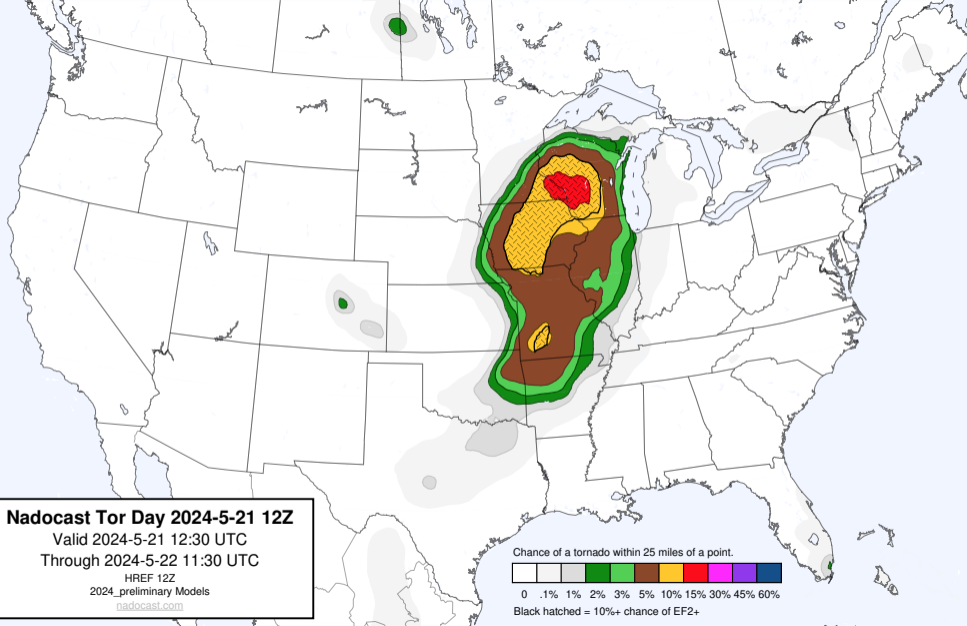 Nadocast Tor Day 2024-5-21 12Z
Valid 2024-5-21 12:30 UTC
Through 2024-5-22 11:30 UTC
HREF 12Z
2024_preliminary Models
nadocast.com
Chance of a tornado within 25 miles of a point.
0 .1% 1% 2% 3% 5% 10% 15% 30% 45% 60%
Black hatched = 10%+ chance of EF2+